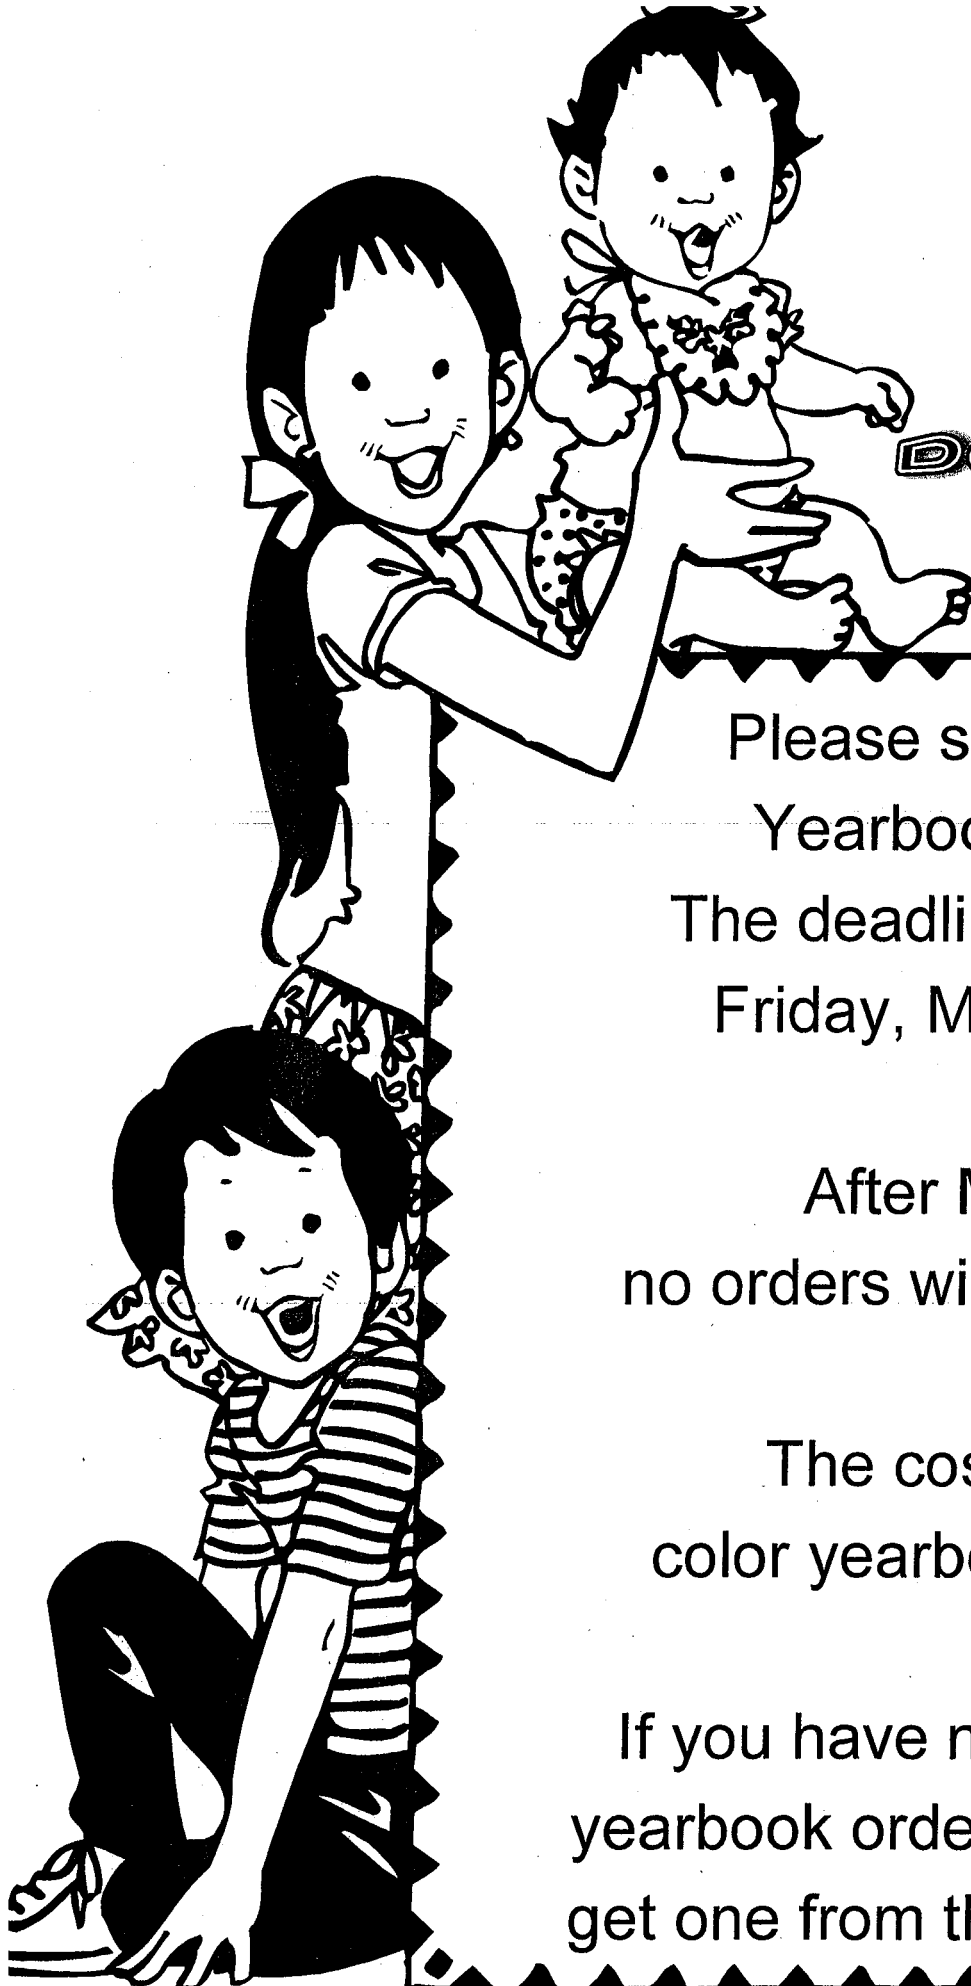 D
Please s
Yearboo
The deadli
Friday, M
After M
no orders wi
The cos
color yearbo
If you have n
yearbook orde
get one from th